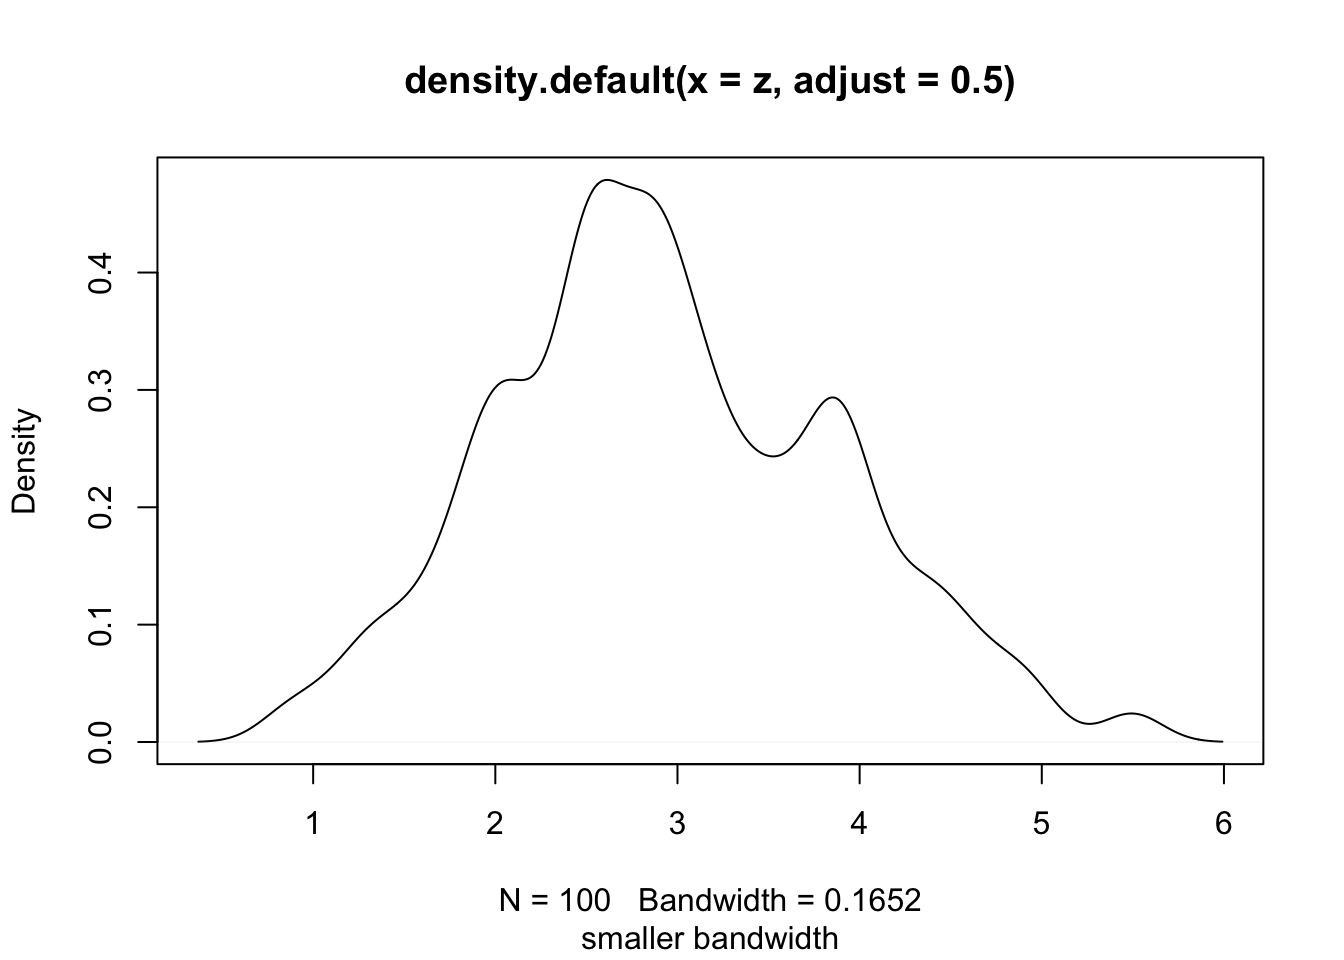 density.default(x = z, adjust = 0.5)
Density
0.4
0.3
0.2
0.1
0.0
1 2 3 4 5 6
N = 100 Bandwidth = 0.1652
smaller bandwidth